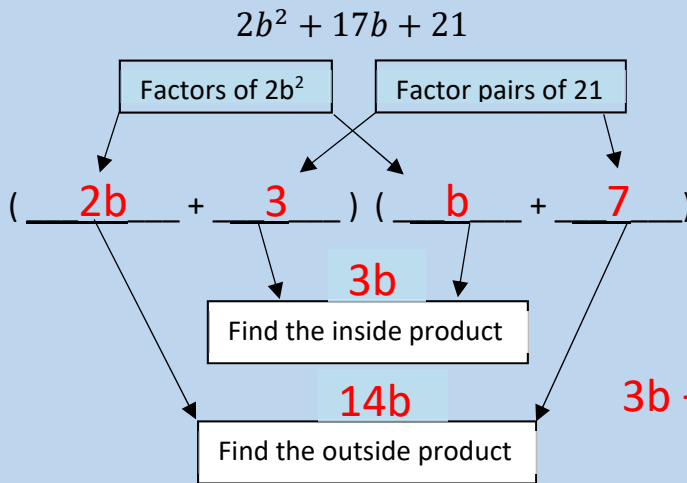 2b² + 17b + 21
Factors of 2b² Factor pairs of 21
( 2b + 3 ) ( b + 7 )
3b
Find the inside product
14b
3b
Find the outside product